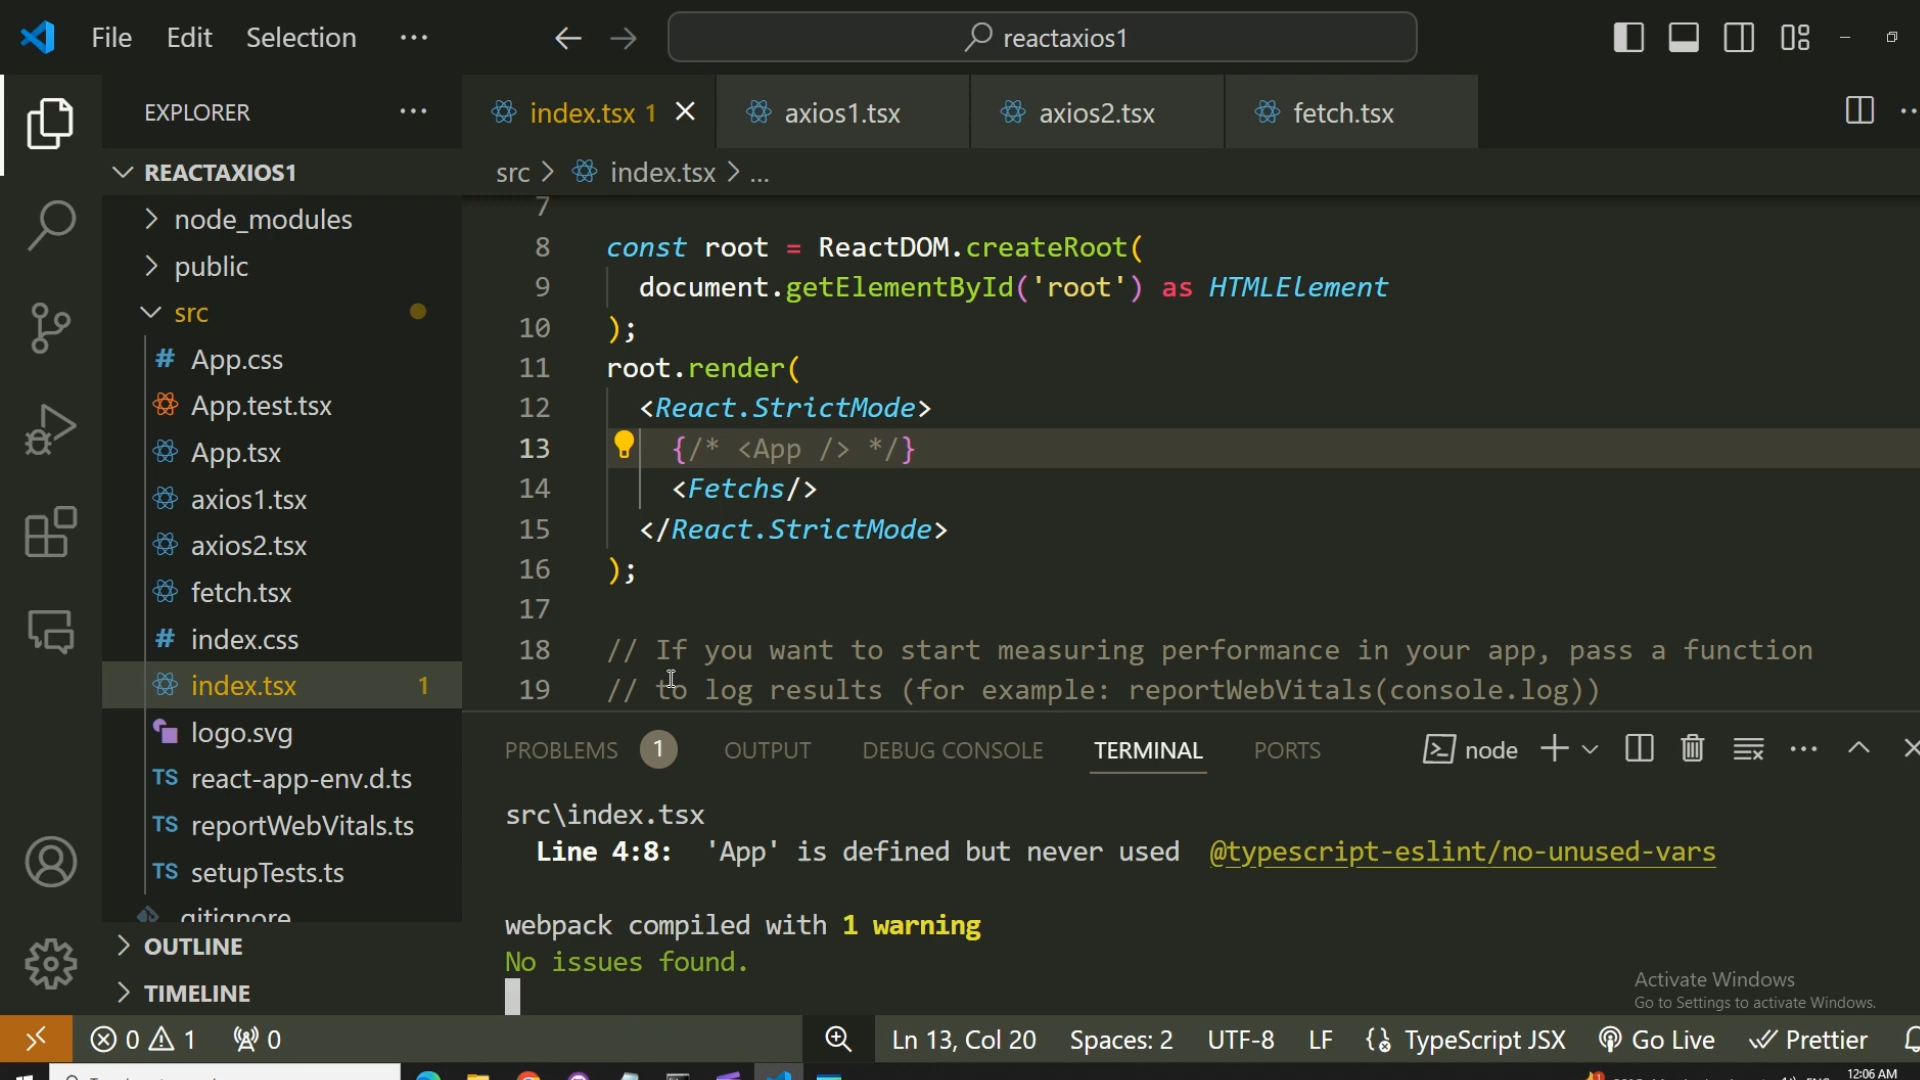 File Edit Selection ···
reactaxios1
EXPLORER ···
REACTAXIOS1
node_modules
public
src
# App.css
App.test.tsx
App.tsx
axios1.tsx
axios2.tsx
fetch.tsx
# index.css
index.tsx 1
logo.svg
TS react-app-env.d.ts
TS reportWebVitals.ts
TS setupTests.ts
.gitignore
OUTLINE
TIMELINE
index.tsx 1
axios1.tsx
axios2.tsx
fetch.tsx
src > index.tsx > ...
7
8 const root = ReactDOM.createRoot(
9 document.getElementById('root') as HTMLElement
10 );
11 root.render(
12 <React.StrictMode>
13 {/* <App /> */}
14 <Fetchs/>
15 </React.StrictMode>
16 );
17
18 // If you want to start measuring performance in your app, pass a function
19 // to log results (for example: reportWebVitals(console.log))
PROBLEMS 1 OUTPUT DEBUG CONSOLE TERMINAL PORTS node
src\index.tsx
Line 4:8: 'App' is defined but never used @typescript-eslint/no-unused-vars
webpack compiled with 1 warning
No issues found.
Activate Windows
Go to Settings to activate Windows.
0 1 0 Ln 13, Col 20 Spaces: 2 UTF-8 LF TypeScript JSX Go Live Prettier
12:06 AM